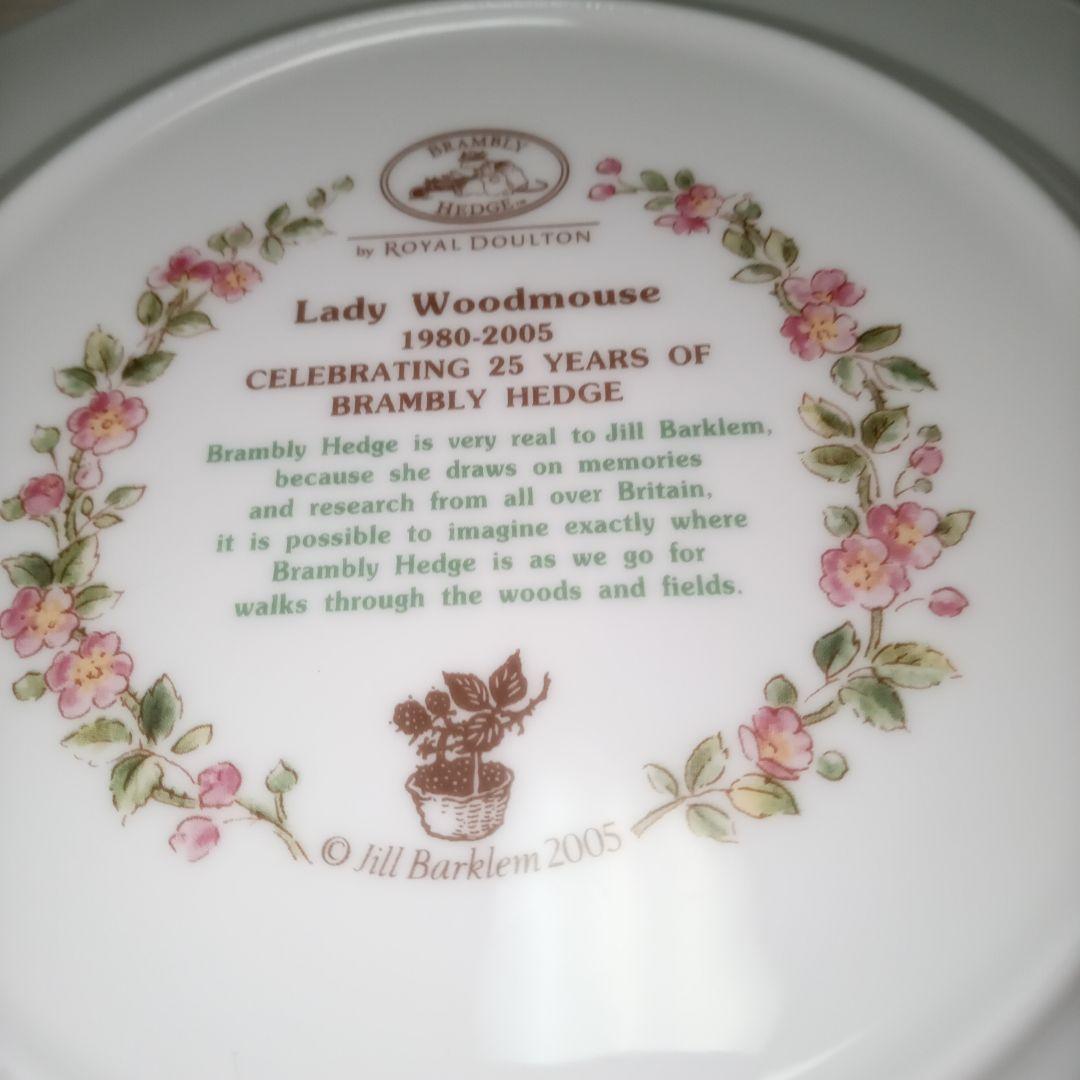 BRAMBLY
HEDGE™
by ROYAL DOULTON
Lady Woodmouse
1980-2005
CELEBRATING 25 YEARS OF
BRAMBLY HEDGE
Brambly Hedge is very real to Jill Barklem,
because she draws on memories
and research from all over Britain,
it is possible to imagine exactly where
Brambly Hedge is as we go for
walks through the woods and fields.
© Jill Barklem 2005